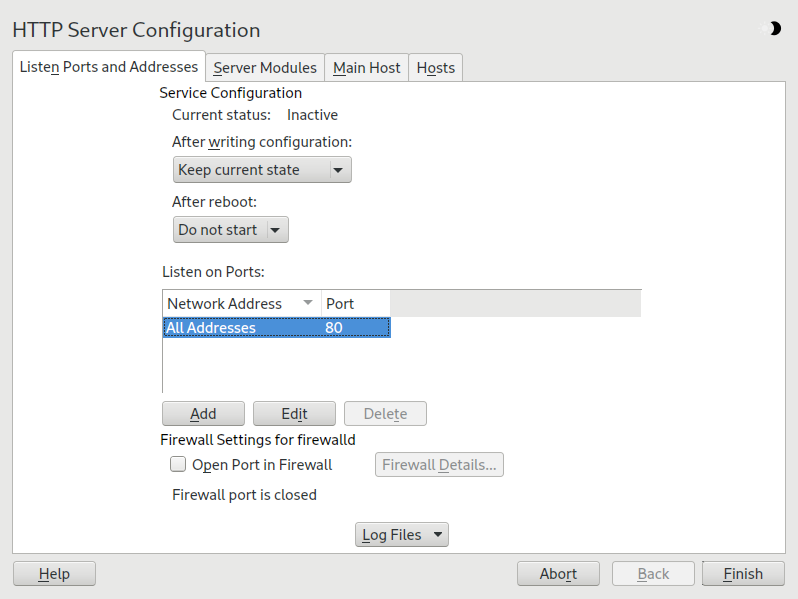 HTTP Server Configuration
Listen Ports and Addresses Server Modules Main Host Hosts
Service Configuration
Current status: Inactive
After writing configuration:
Keep current state
After reboot:
Do not start
Listen on Ports:
Network Address Port
All Addresses 80
Add Edit Delete
Firewall Settings for firewalld
Open Port in Firewall Firewall Details...
Firewall port is closed
Log Files
Help Abort Back Finish